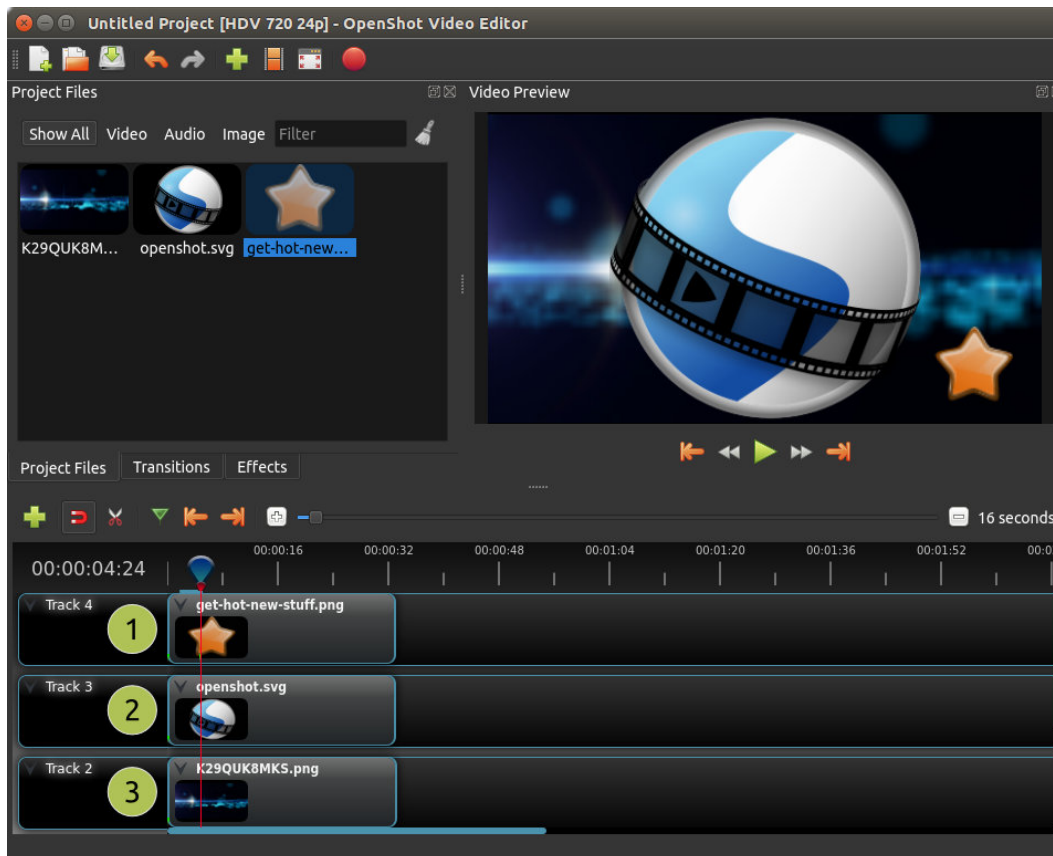 Untitled Project [HDV 720 24p] - OpenShot Video Editor
Project Files
Video Preview
Show All Video Audio Image Filter
K29QUK8M... openshot.svg get-hot-new...
Project Files Transitions Effects
16 seconds
00:00:04:24
00:00:16 00:00:32 00:00:48 00:01:04 00:01:20 00:01:36 00:01:52 00:0
Track 4 1 get-hot-new-stuff.png
Track 3 2 openshot.svg
Track 2 3 K29QUK8MKS.png